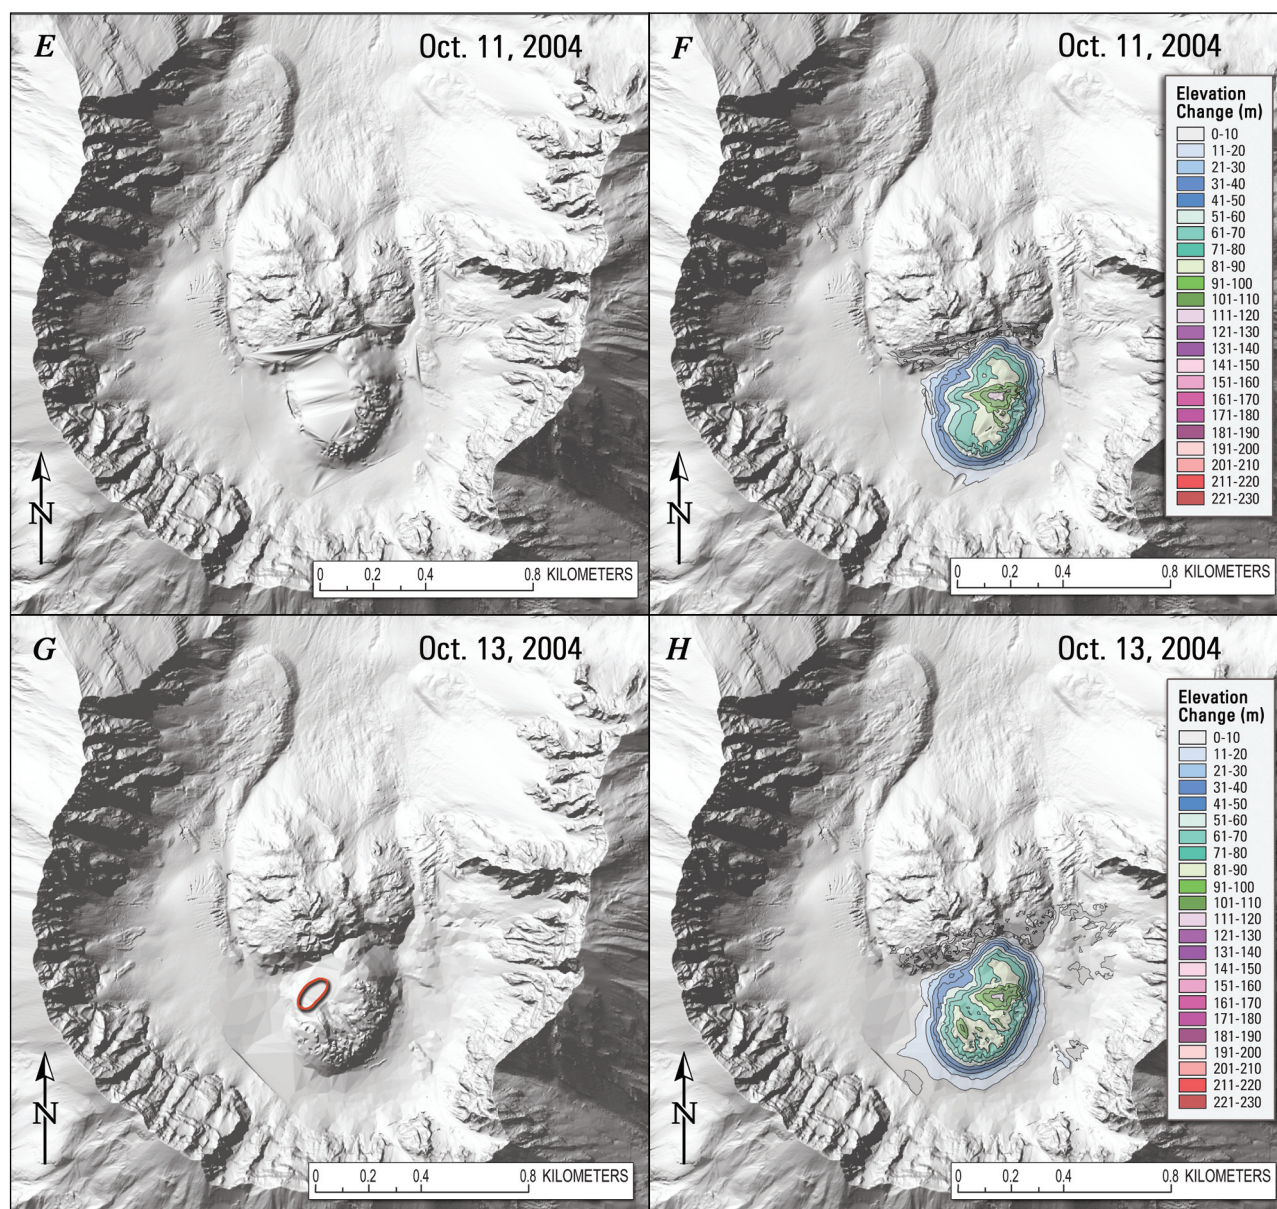 E
Oct. 11, 2004
N
0 0.2 0.4 0.8 KILOMETERS
F
Oct. 11, 2004
Elevation
Change (m)
0-10
11-20
21-30
31-40
41-50
51-60
61-70
71-80
81-90
91-100
101-110
111-120
121-130
131-140
141-150
151-160
161-170
171-180
181-190
191-200
201-210
211-220
221-230
N
0 0.2 0.4 0.8 KILOMETERS
G
Oct. 13, 2004
N
0 0.2 0.4 0.8 KILOMETERS
H
Oct. 13, 2004
Elevation
Change (m)
0-10
11-20
21-30
31-40
41-50
51-60
61-70
71-80
81-90
91-100
101-110
111-120
121-130
131-140
141-150
151-160
161-170
171-180
181-190
191-200
201-210
211-220
221-230
N
0 0.2 0.4 0.8 KILOMETERS